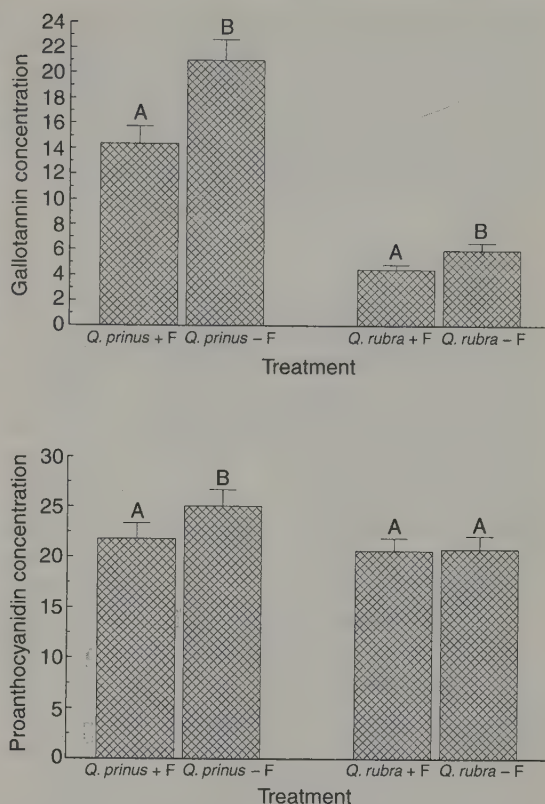 24
22
20
18
16
14
12
10
8
6
4
2
0
Gallotannin concentration
A
B
A
B
Q. prinus + F Q. prinus – F Q. rubra + F Q. rubra – F
Treatment
30
25
20
15
10
5
0
Proanthocyanidin concentration
A
B
A
A
Q. prinus + F Q. prinus – F Q. rubra + F Q. rubra – F
Treatment